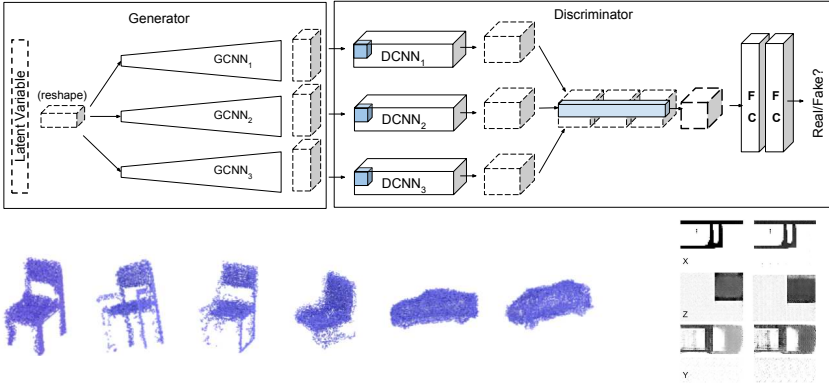 Generator
Discriminator
Latent Variable
(reshape)
GCNN1
GCNN2
GCNN3
DCNN1
DCNN2
DCNN3
F C
F C
Real/Fake?
X
Z
Y